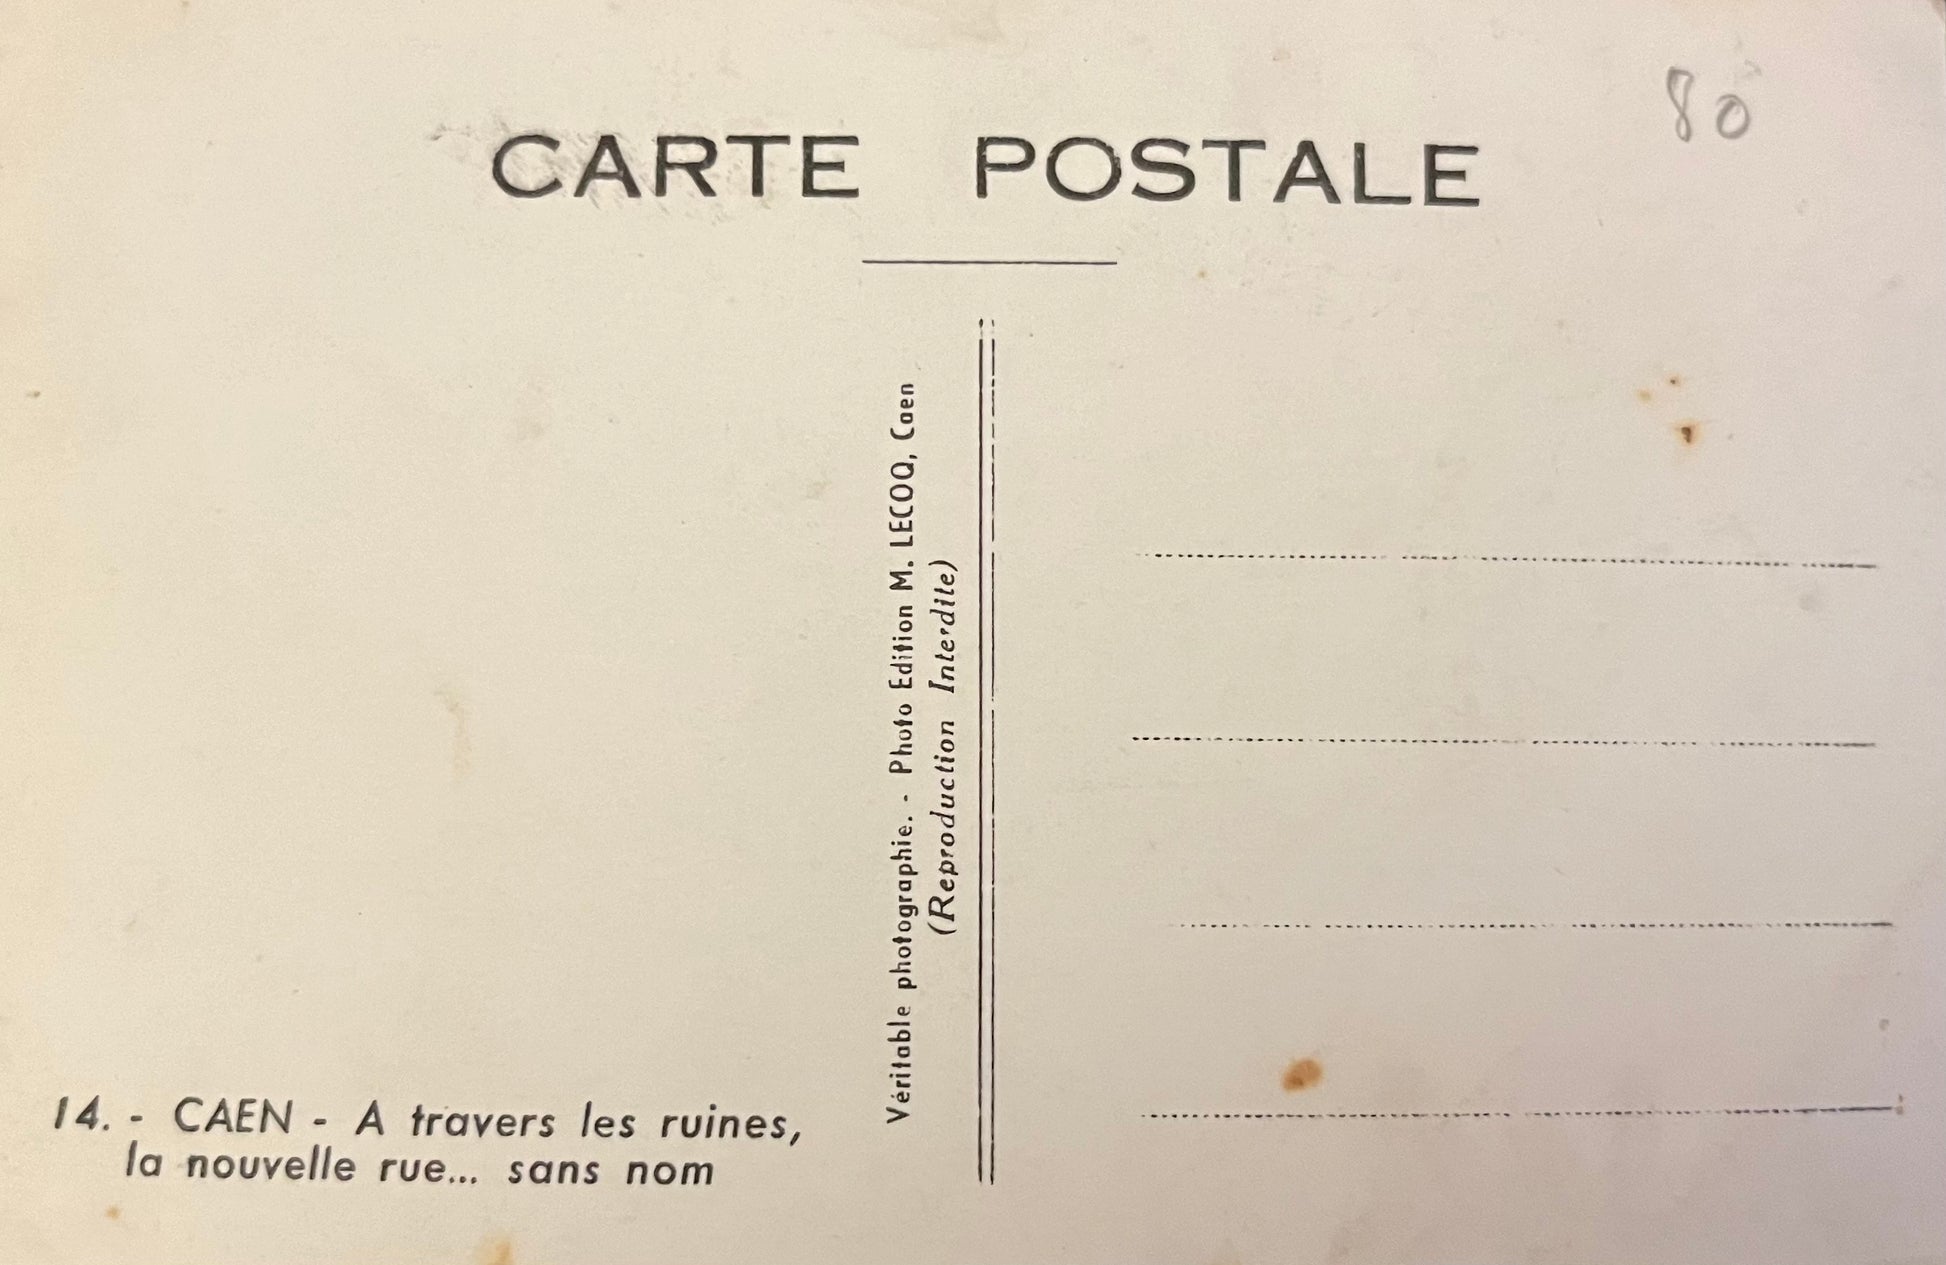 80
CARTE POSTALE
Véritable photographie. - Photo Edition M. LECOQ, Caen
(Reproduction Interdite)
14. - CAEN - A travers les ruines,
la nouvelle rue... sans nom